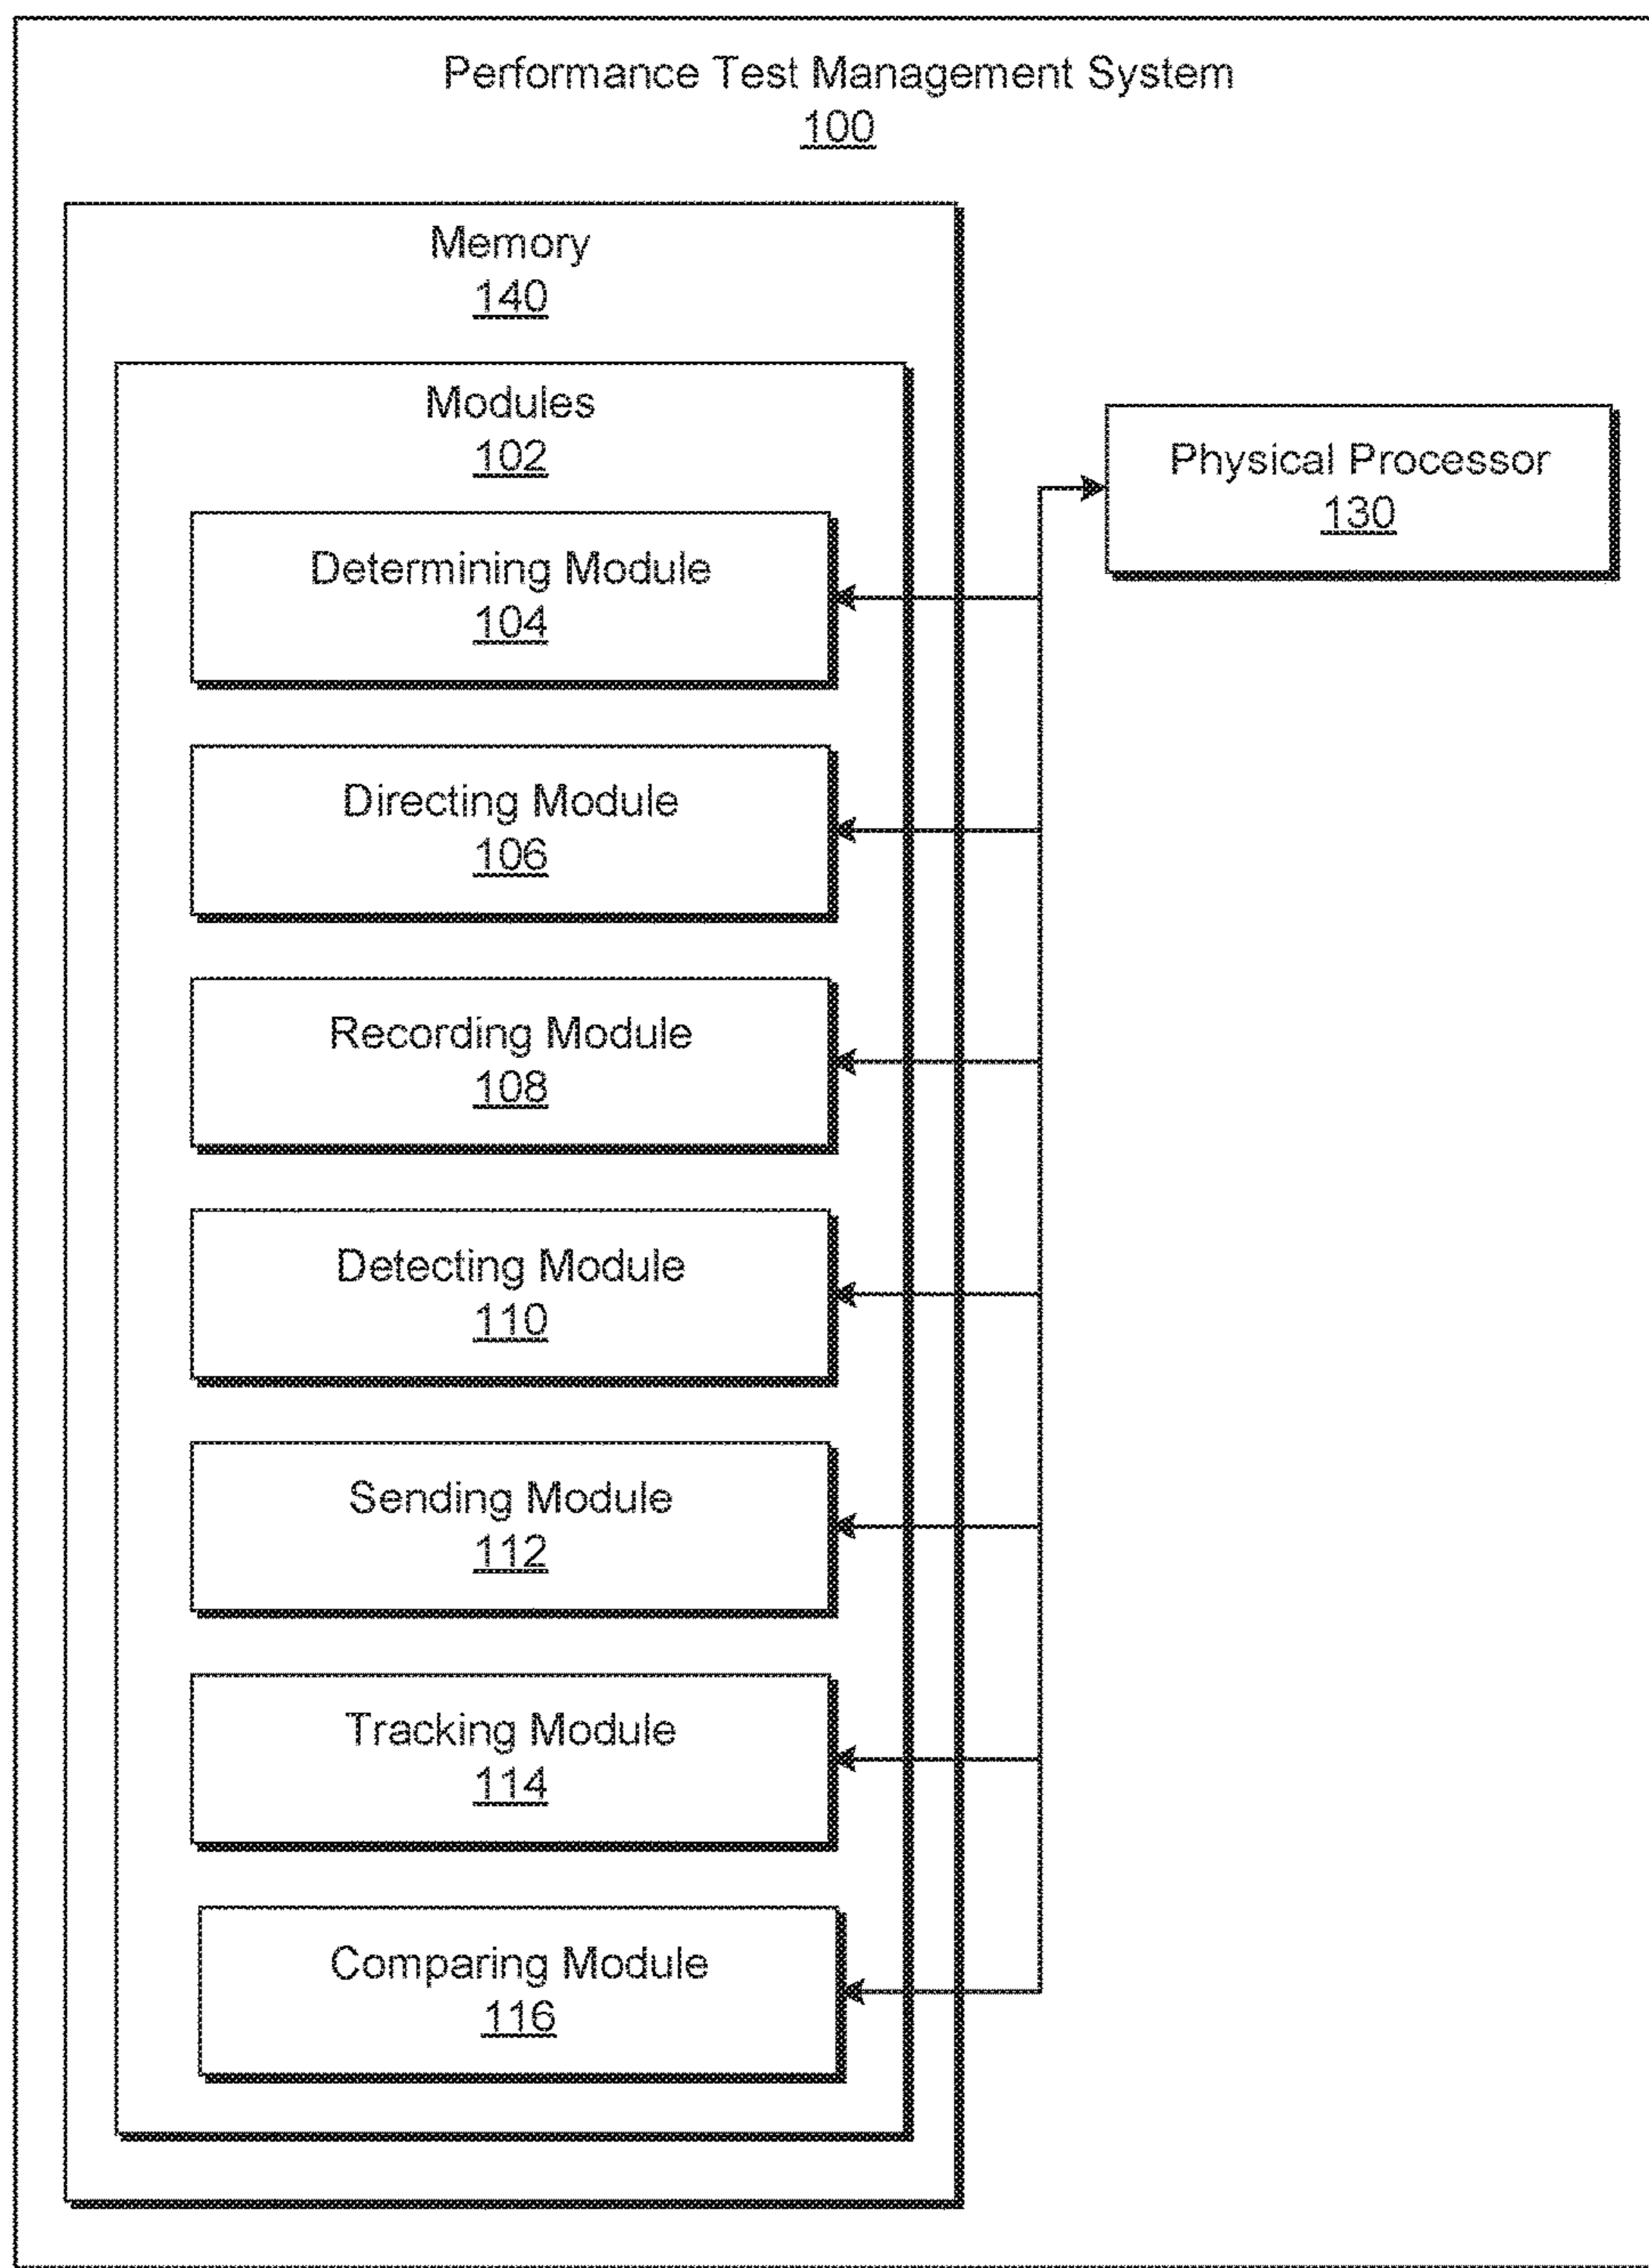 Performance Test Management System
100
Memory
140
Modules
102
Physical Processor
130
Determining Module
104
Directing Module
106
Recording Module
108
Detecting Module
110
Sending Module
112
Tracking Module
114
Comparing Module
116